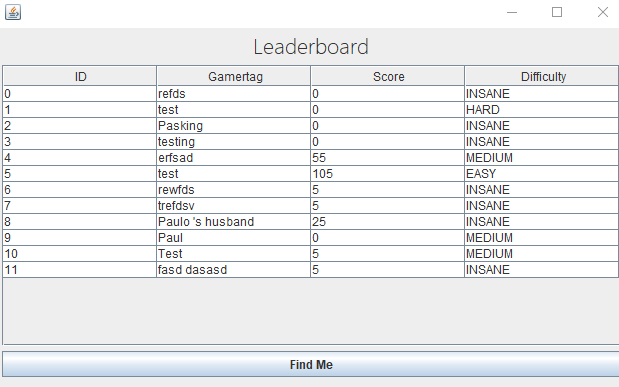 Leaderboard
ID Gamertag Score Difficulty
0 refds 0 INSANE
1 test 0 HARD
2 Pasking 0 INSANE
3 testing 0 INSANE
4 erfsad 55 MEDIUM
5 test 105 EASY
6 rewfds 5 INSANE
7 trefdsv 5 INSANE
8 Paulo 's husband 25 INSANE
9 Paul 0 MEDIUM
10 Test 5 MEDIUM
11 fasd dasasd 5 INSANE
Find Me